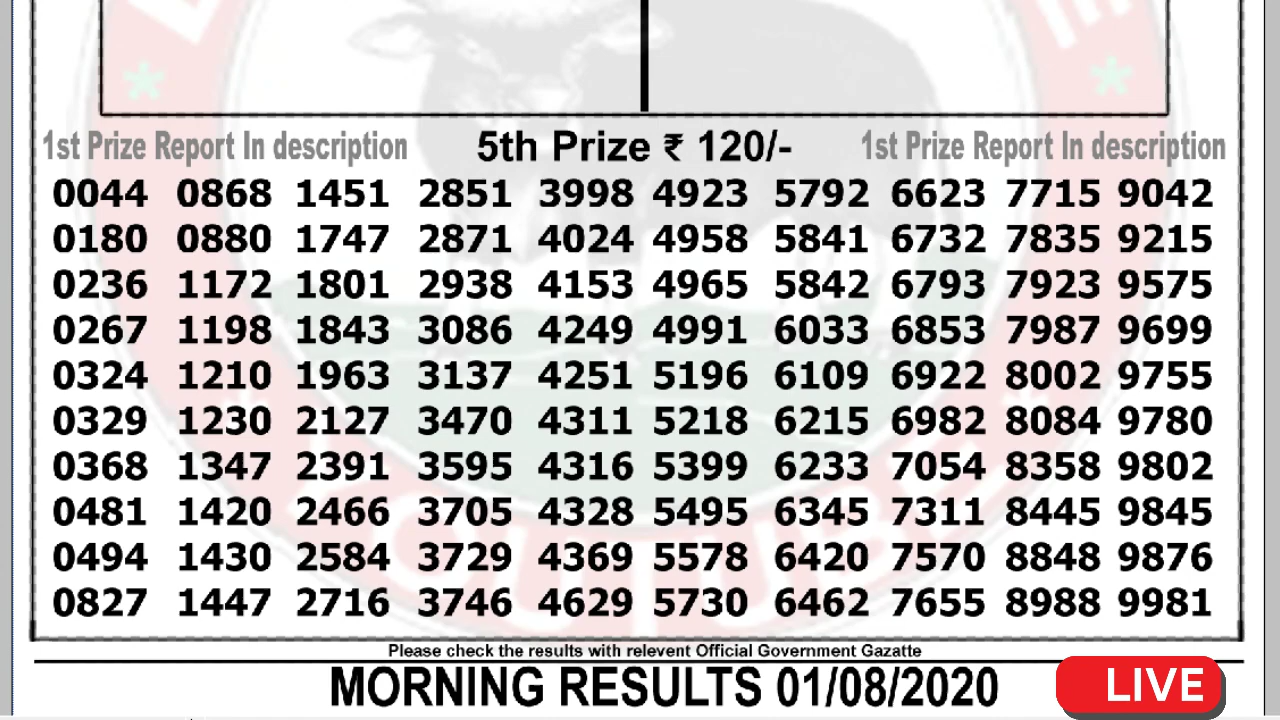 1st Prize Report In description 5th Prize ₹ 120/- 1st Prize Report In description
0044 0868 1451 2851 3998 4923 5792 6623 7715 9042
0180 0880 1747 2871 4024 4958 5841 6732 7835 9215
0236 1172 1801 2938 4153 4965 5842 6793 7923 9575
0267 1198 1843 3086 4249 4991 6033 6853 7987 9699
0324 1210 1963 3137 4251 5196 6109 6922 8002 9755
0329 1230 2127 3470 4311 5218 6215 6982 8084 9780
0368 1347 2391 3595 4316 5399 6233 7054 8358 9802
0481 1420 2466 3705 4328 5495 6345 7311 8445 9845
0494 1430 2584 3729 4369 5578 6420 7570 8848 9876
0827 1447 2716 3746 4629 5730 6462 7655 8988 9981
Please check the results with relevent Official Government Gazatte
MORNING RESULTS 01/08/2020
LIVE